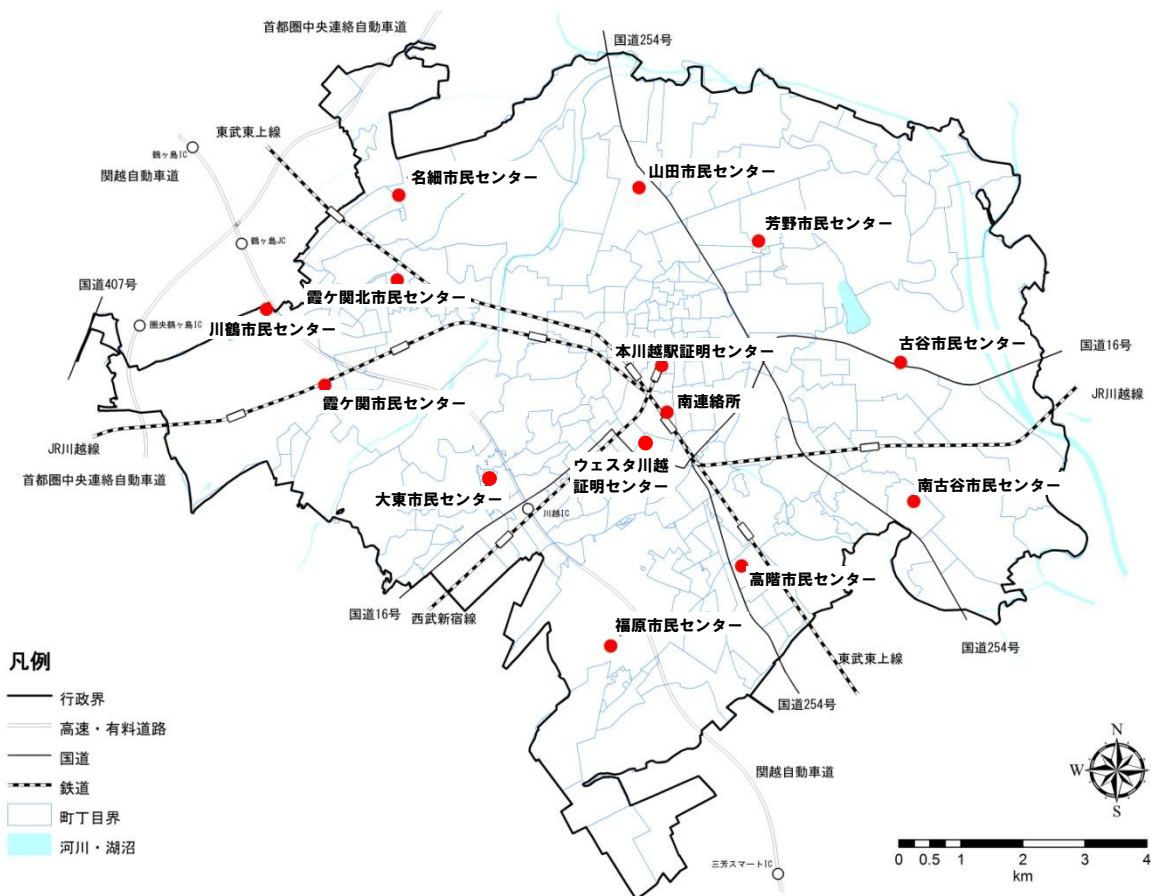 首都圏中央連絡自動車道
国道254号
東武東上線
鶴ヶ島IC
関越自動車道
名細市民センター
山田市民センター
芳野市民センター
鶴ヶ島JC
国道407号
霞ケ関北市民センター
川鶴市民センター
圏央鶴ヶ島IC
本川越駅証明センター
古谷市民センター
国道16号
霞ケ関市民センター
南連絡所
JR川越線
JR川越線
首都圏中央連絡自動車道
ウェスタ川越
証明センター
大東市民センター
南古谷市民センター
川越IC
高階市民センター
国道16号
西武新宿線
福原市民センター
国道254号
東武東上線
国道254号
関越自動車道
三芳スマートIC
凡例
行政界
高速・有料道路
国道
鉄道
町丁目界
河川・湖沼
N
W
E
S
0 0.5 1 2 3 4
km